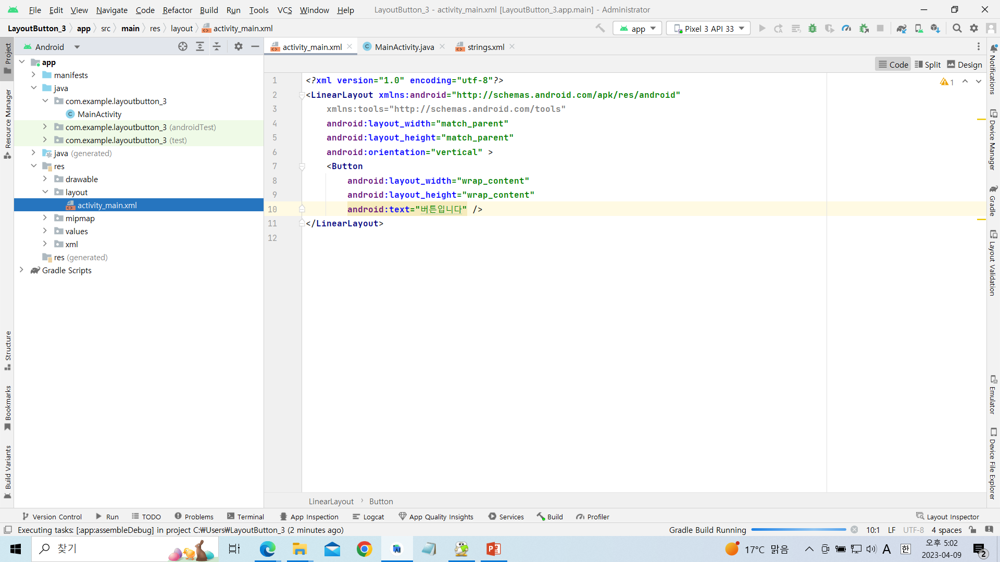 File Edit View Navigate Code Refactor Build Run Tools VCS Window Help LayoutButton_3 - activity_main.xml [LayoutButton_3.app.main] - Administrator
LayoutButton_3 app src main res layout activity_main.xml app Pixel 3 API 33
Android
activity_main.xml MainActivity.java strings.xml
Code Split Design
app
manifests
java
com.example.layoutbutton_3
MainActivity
com.example.layoutbutton_3 (androidTest)
com.example.layoutbutton_3 (test)
java (generated)
res
drawable
layout
activity_main.xml
mipmap
values
xml
res (generated)
Gradle Scripts
1 <?xml version="1.0" encoding="utf-8"?>
2 <LinearLayout xmlns:android="http://schemas.android.com/apk/res/android"
3 xmlns:tools="http://schemas.android.com/tools"
4 android:layout_width="match_parent"
5 android:layout_height="match_parent"
6 android:orientation="vertical" >
7 <Button
8 android:layout_width="wrap_content"
9 android:layout_height="wrap_content"
10 android:text="버튼입니다" />
11 </LinearLayout>
12
1
Project
Resource Manager
Structure
Bookmarks
Build Variants
Notifications
Device Manager
Gradle
Layout Validation
Emulator
Device File Explorer
LinearLayout Button
Version Control Run TODO Problems Terminal App Inspection Logcat App Quality Insights Services Build Profiler Layout Inspector
Executing tasks: [:app:assembleDebug] in project C:₩Users₩LayoutButton_3 (2 minutes ago) Gradle Build Running 10:1 LF UTF-8 4 spaces
찾기 17°C 맑음 A 한 오후 5:02
2023-04-09
2